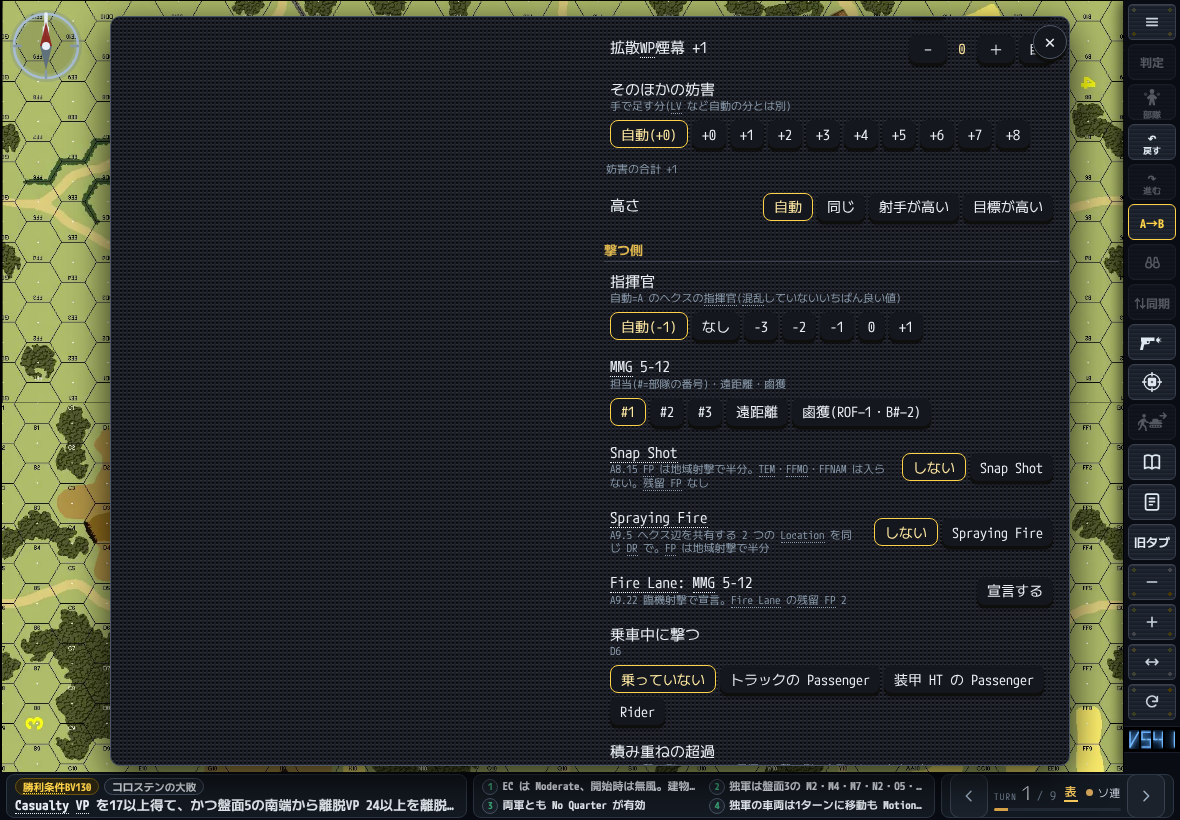 拡散WP煙幕 +1
- 0 +
×
そのほかの妨害
手で足す分(LV など自動の分とは別)
自動(+0) +0 +1 +2 +3 +4 +5 +6 +7 +8
妨害の合計 +1
高さ
自動 同じ 射手が高い 目標が高い
撃つ側
指揮官
自動=A のヘクスの指揮官(混乱していないいちばん良い値)
自動(-1) なし -3 -2 -1 0 +1
MMG 5-12
担当(#=部隊の番号)・遠距離・鹵獲
#1 #2 #3 遠距離 鹵獲(ROF−1・B#−2)
Snap Shot
A8.15 FP は地域射撃で半分。TEM・FFMO・FFNAM は入ら
ない。残留 FP なし
しない Snap Shot
Spraying Fire
A9.5 ヘクス辺を共有する 2 つの Location を同
じ DR で。FP は地域射撃で半分
しない Spraying Fire
Fire Lane: MMG 5-12
A9.22 臨機射撃で宣言。Fire Lane の残留 FP 2
宣言する
乗車中に撃つ
D6
乗っていない トラックの Passenger 装甲 HT の Passenger
Rider
積み重ねの超過
判定
部隊
戻す
進む
A→B
⇅同期
旧タブ
−
+
↔
勝利条件BV130 コロステンの大敗
Casualty VP を17以上得て、かつ盤面5の南端から離脱VP 24以上を離脱…
1 EC は Moderate、開始時は無風。建物…
2 独軍は盤面3の M2・M4・M7・N2・O5・…
3 両軍とも No Quarter が有効
4 独軍の車両は1ターンに移動も Motion…
TURN 1 / 9 表 ソ連